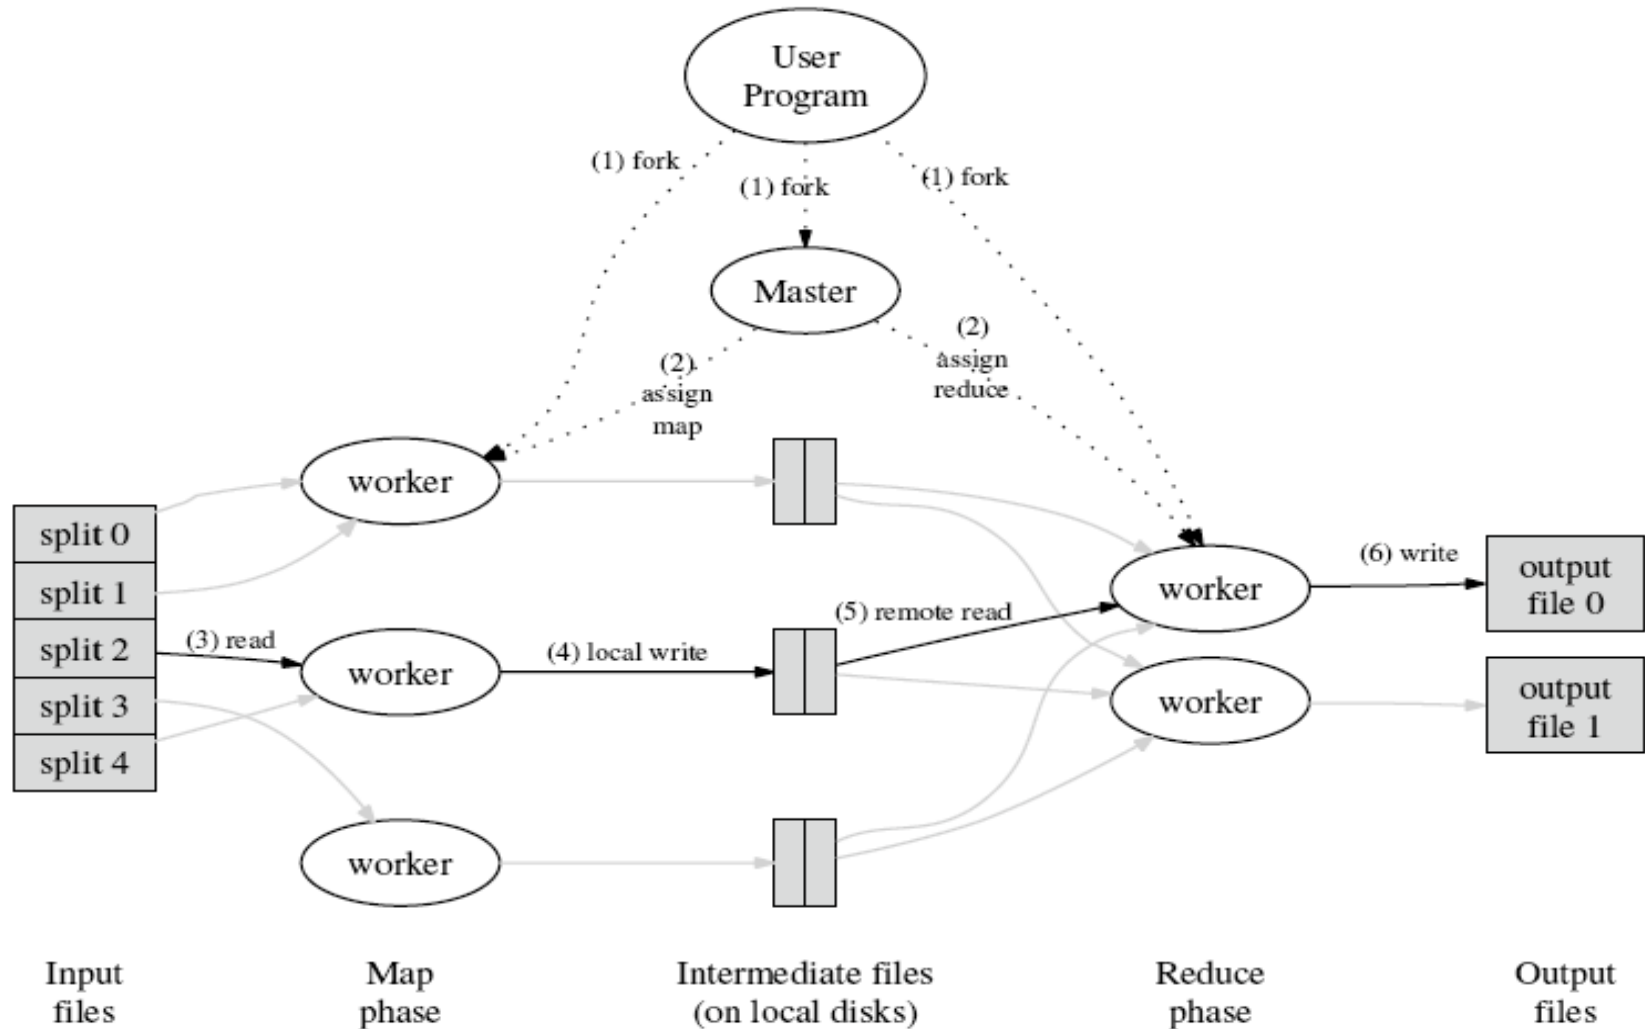 User
Program
(1) fork
(1) fork
(1) fork
Master
(2)
assign
map
(2)
assign
reduce
worker
split 0
split 1
split 2
split 3
split 4
(3) read
worker
(4) local write
(5) remote read
worker
(6) write
output
file 0
worker
output
file 1
worker
Input
files
Map
phase
Intermediate files
(on local disks)
Reduce
phase
Output
files